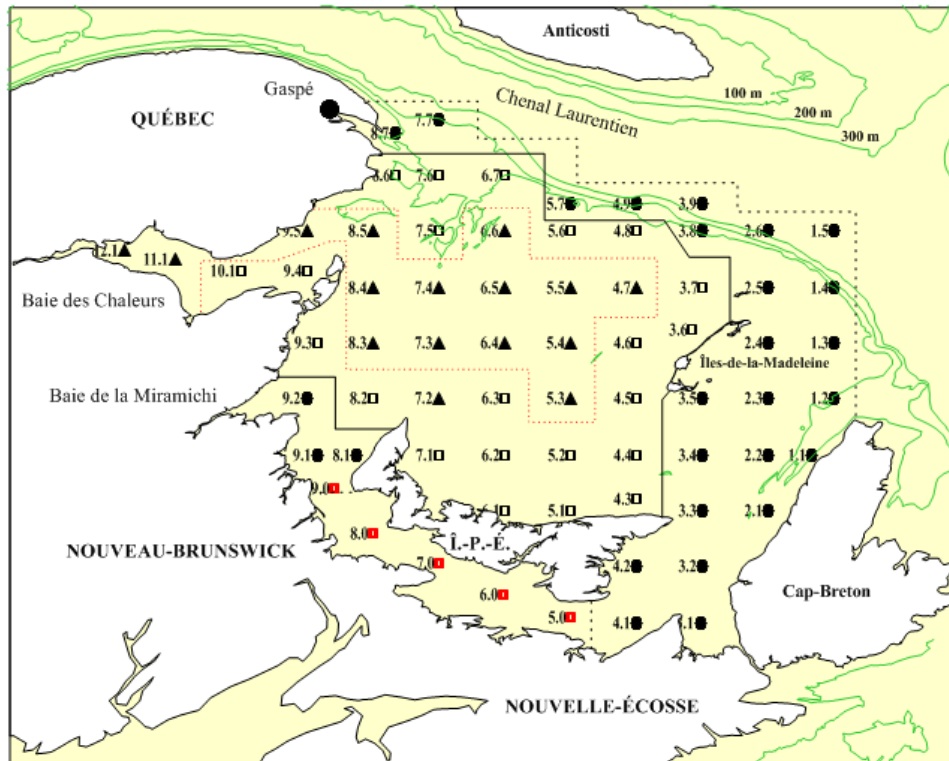 Anticosti
100 m
200 m
300 m
Chenal Laurentien
Gaspé
QUÉBEC
7.7
8.7
8.6 7.6 6.7
5.7 4.9 3.9
9.5 8.5 7.5 6.6 5.6 4.8 3.8 2.6 1.5
12.1 11.1
10.1 9.4
8.4 7.4 6.5 5.5 4.7 3.7 2.5 1.4
Baie des Chaleurs
3.6
9.3 8.3 7.3 6.4 5.4 4.6 2.4 1.3
Îles-de-la-Madeleine
Baie de la Miramichi
9.2 8.2 7.2 6.3 5.3 4.5 3.5 2.3 1.2
9.1 8.1 7.1 6.2 5.2 4.4 3.4 2.2 1.1
9.0
4.3
6.1 5.1 3.3 2.1
8.0
NOUVEAU-BRUNSWICK
Î.-P.-É.
7.0
4.2 3.2
Cap-Breton
6.0
5.0
4.1 3.1
NOUVELLE-ÉCOSSE